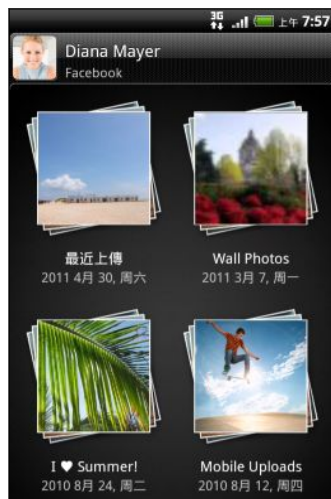 3G 上午 7:57
Diana Mayer
Facebook
最近上傳
2011 4月 30, 周六
Wall Photos
2011 3月 7, 周一
I ♥ Summer!
2010 8月 24, 周二
Mobile Uploads
2010 8月 12, 周四